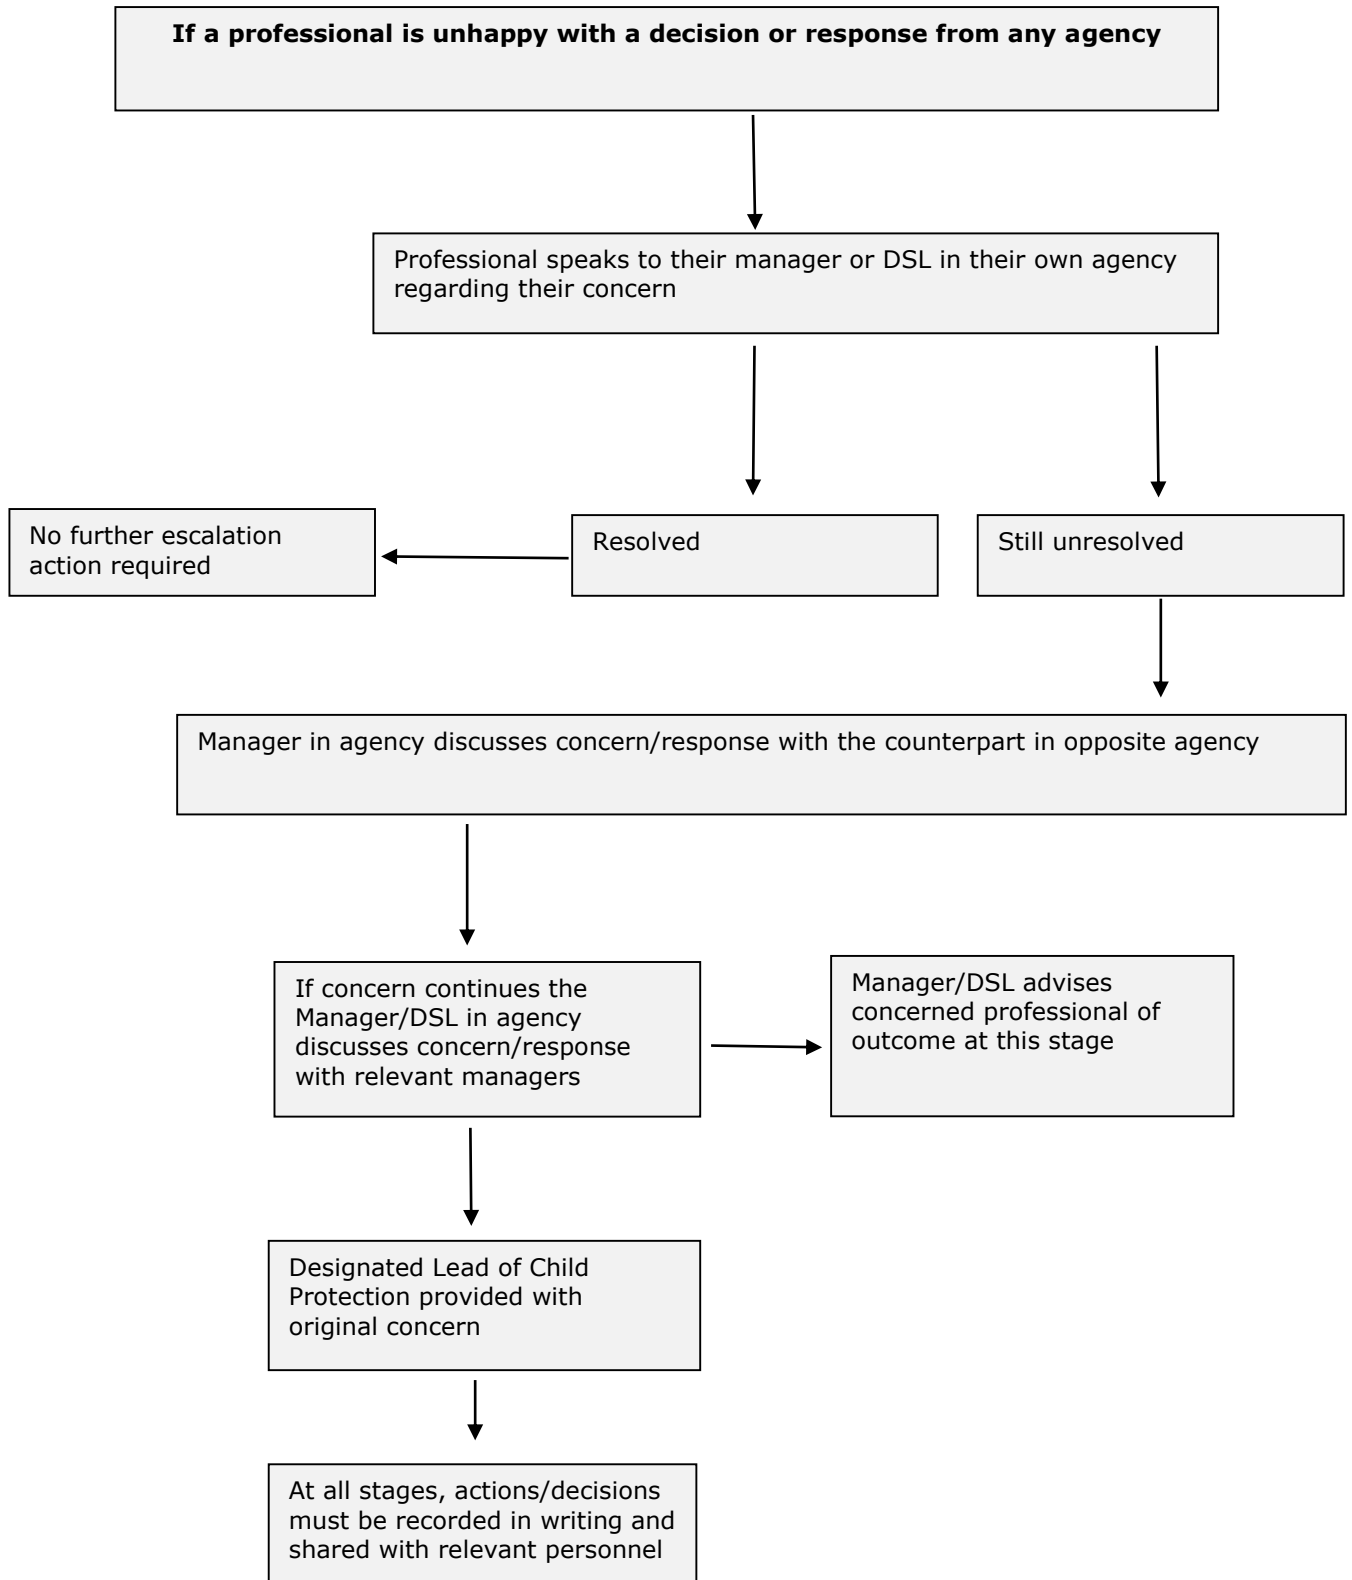 If a professional is unhappy with a decision or response from any agency
Professional speaks to their manager or DSL in their own agency
regarding their concern
No further escalation
action required
Resolved
Still unresolved
Manager in agency discusses concern/response with the counterpart in opposite agency
If concern continues the
Manager/DSL in agency
discusses concern/response
with relevant managers
Manager/DSL advises
concerned professional of
outcome at this stage
Designated Lead of Child
Protection provided with
original concern
At all stages, actions/decisions
must be recorded in writing and
shared with relevant personnel